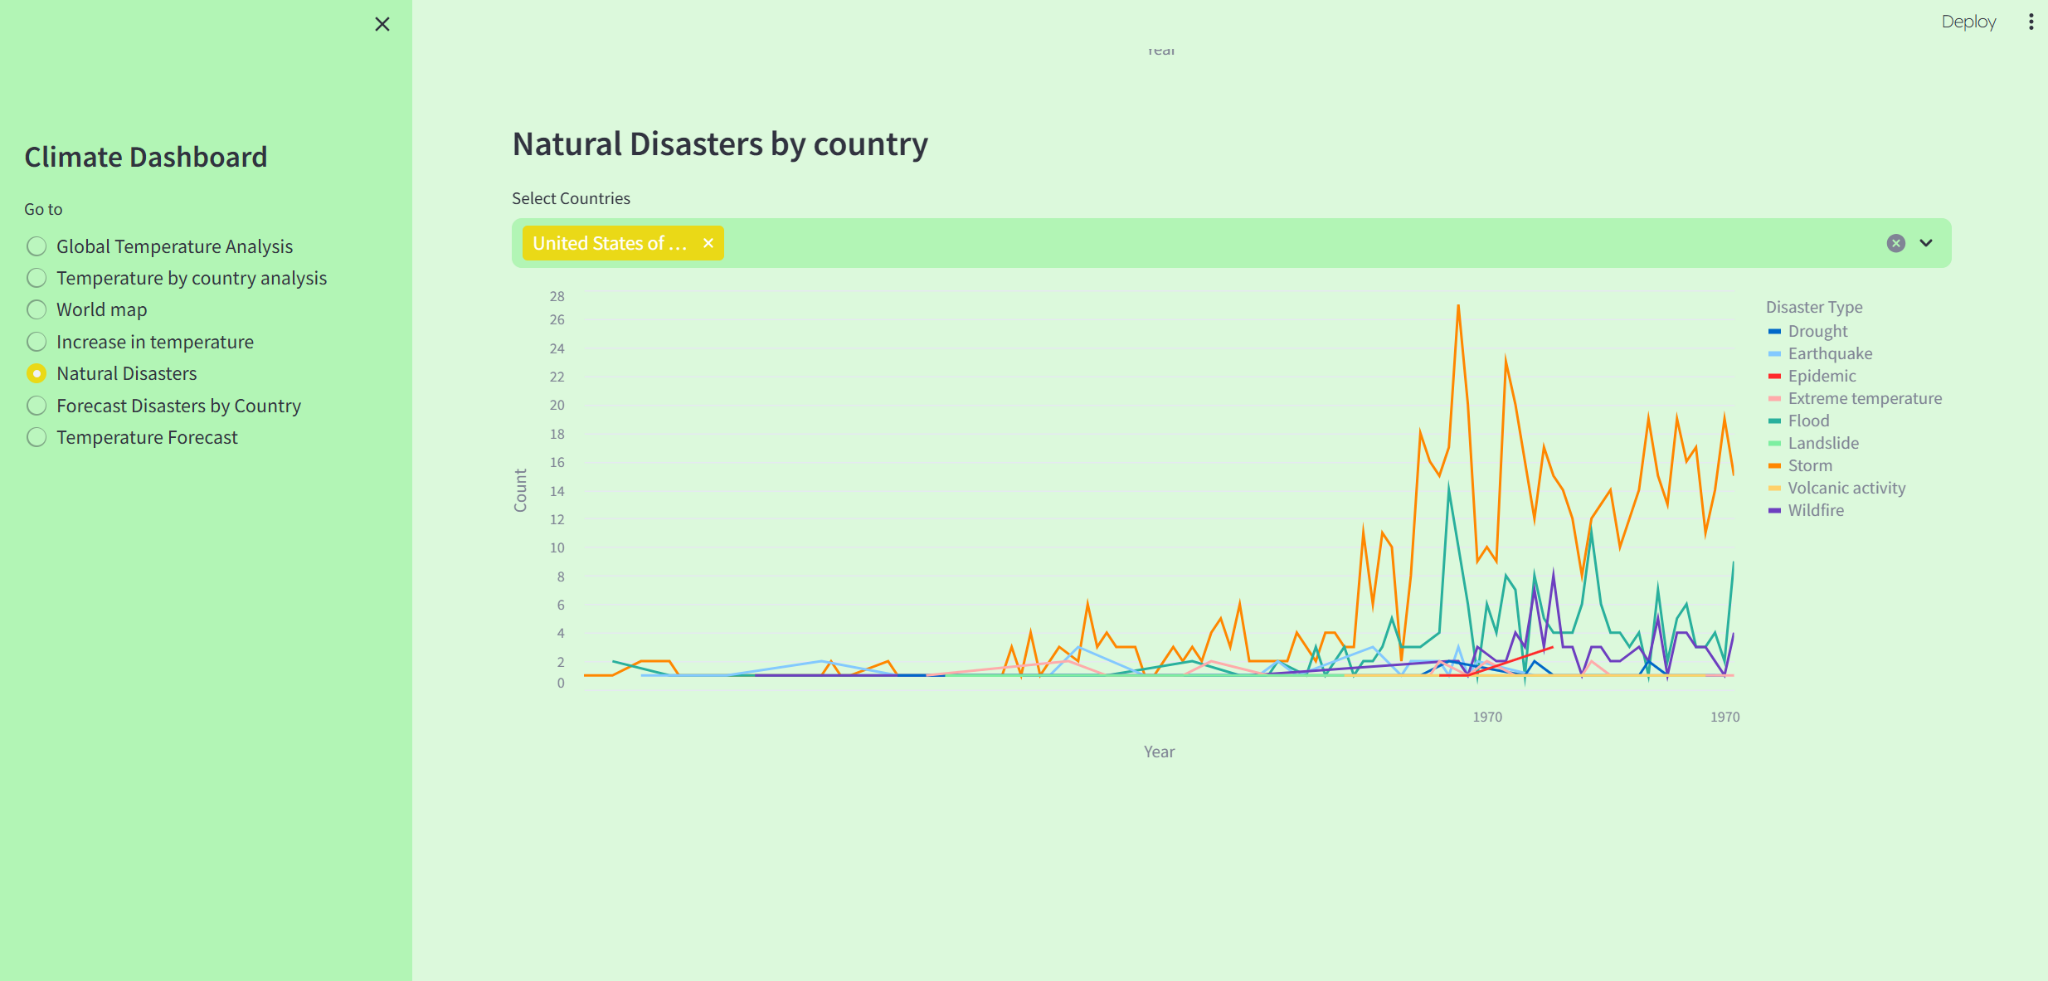 Deploy
Year
Climate Dashboard
Go to
Global Temperature Analysis
Temperature by country analysis
World map
Increase in temperature
Natural Disasters
Forecast Disasters by Country
Temperature Forecast
Natural Disasters by country
Select Countries
United States of ...
28
26
24
22
20
18
16
14
12
10
8
6
4
2
0
Count
1970
1970
Year
Disaster Type
Drought
Earthquake
Epidemic
Extreme temperature
Flood
Landslide
Storm
Volcanic activity
Wildfire